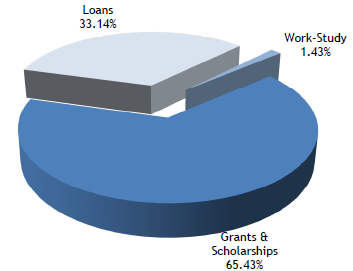 Loans
33.14%
Work-Study
1.43%
Grants &
Scholarships
65.43%